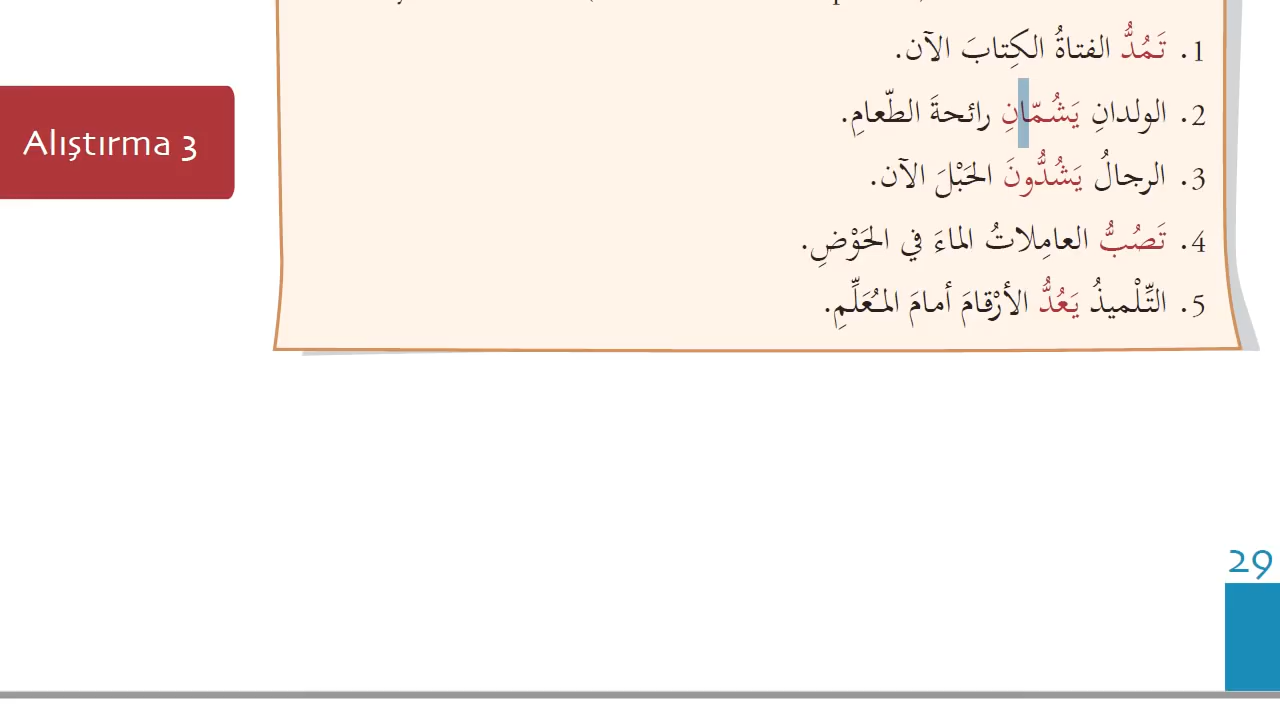 1. تَمُدُّ الفتاةُ الكِتابَ الآن.
2. الولدانِ يَشُمّانِ رائحةَ الطّعامِ.
3. الرجالُ يَشُدُّونَ الحَبْلَ الآن.
4. تَصُبُّ العامِلاتُ الماءَ في الحَوْضِ.
5. التِّلْميذُ يَعُدُّ الأرْقامَ أمامَ المُعَلِّمِ.
Alıştırma 3
29